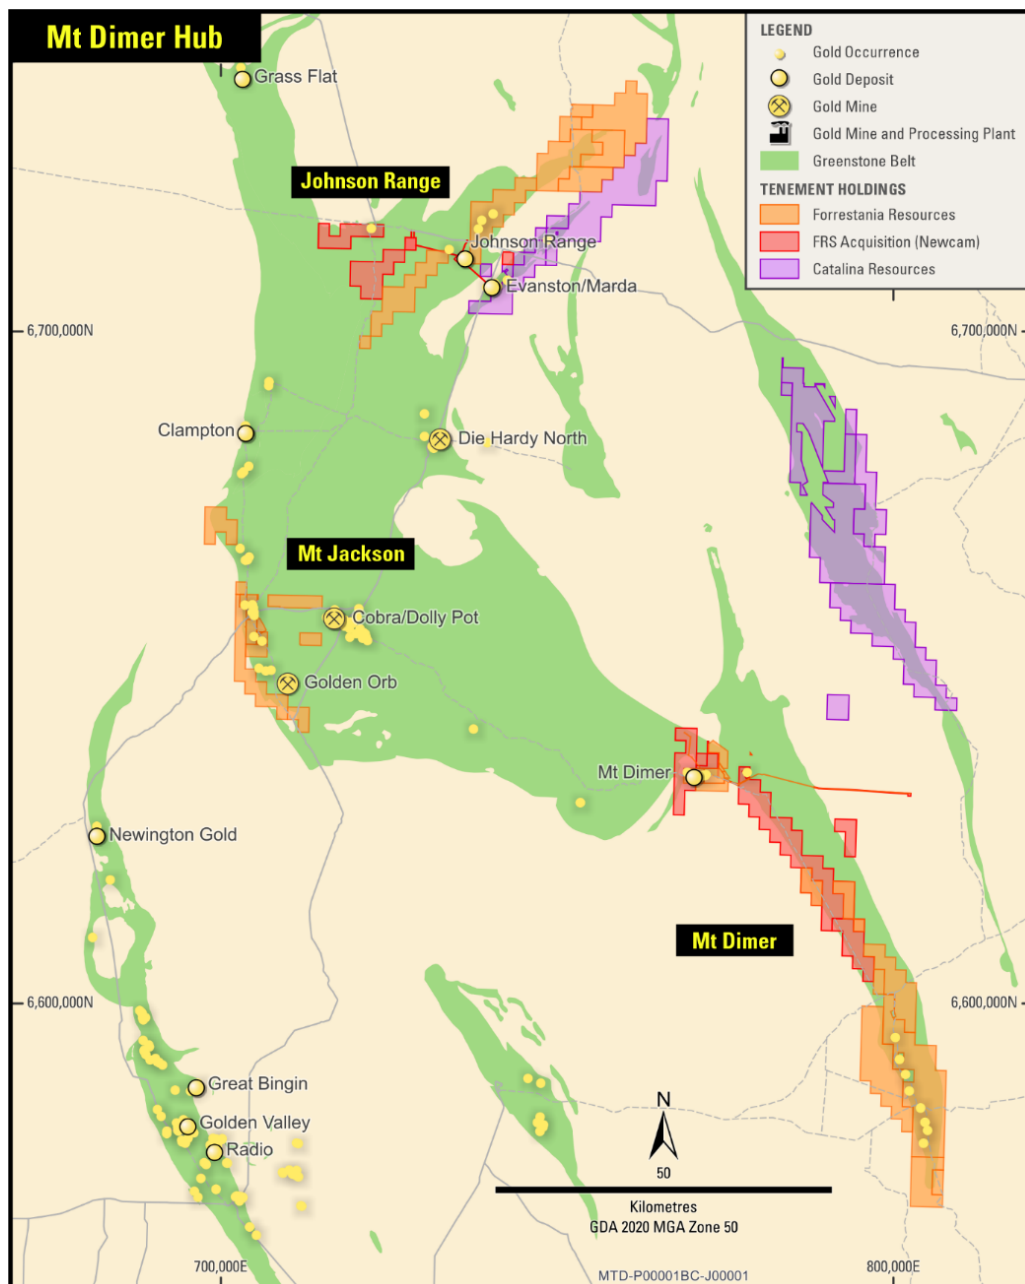 Mt Dimer Hub
LEGEND
Gold Occurrence
Gold Deposit
Gold Mine
Gold Mine and Processing Plant
Greenstone Belt
TENEMENT HOLDINGS
Forrestania Resources
FRS Acquisition (Newcam)
Catalina Resources
Grass Flat
Johnson Range
Johnson Range
Evanston/Marda
6,700,000N
6,700,000N
Clampton
Die Hardy North
Mt Jackson
Cobra/Dolly Pot
Golden Orb
Mt Dimer
Newington Gold
Mt Dimer
6,600,000N
6,600,000N
Great Bingin
Golden Valley
Radio
N
50
Kilometres
GDA 2020 MGA Zone 50
700,000E
800,000E
MTD-P00001BC-J00001